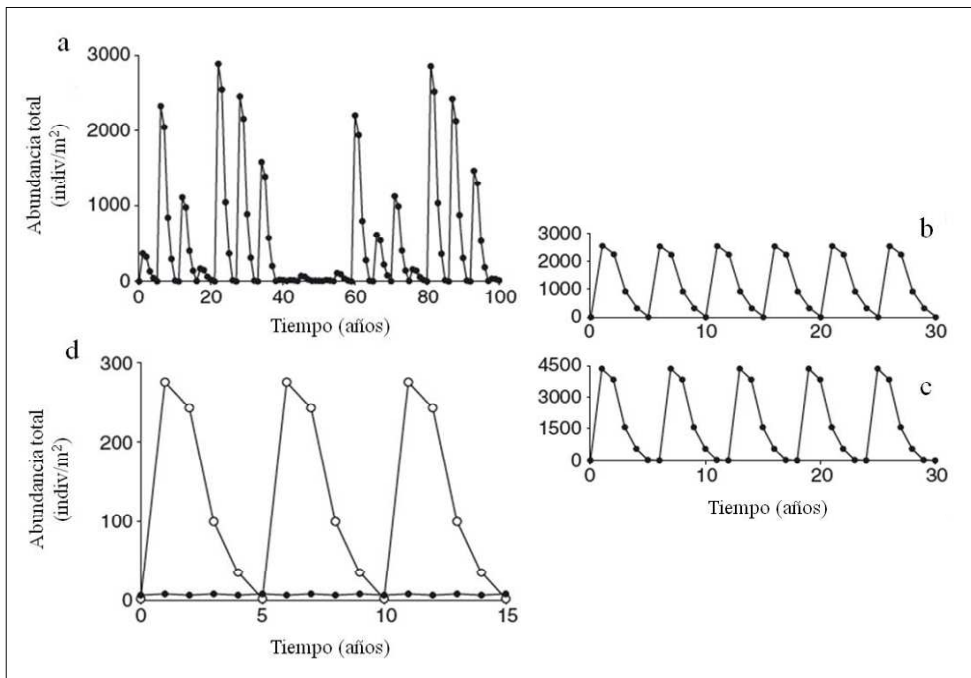 a
3000
2000
1000
0
0 20 40 60 80 100
Tiempo (años)
Abundancia total
(indiv/m²)
b
3000
2000
1000
0
0 10 20 30
c
4500
3000
1500
0
0 10 20 30
Tiempo (años)
d
300
200
100
0
0 5 10 15
Tiempo (años)
Abundancia total
(indiv/m²)